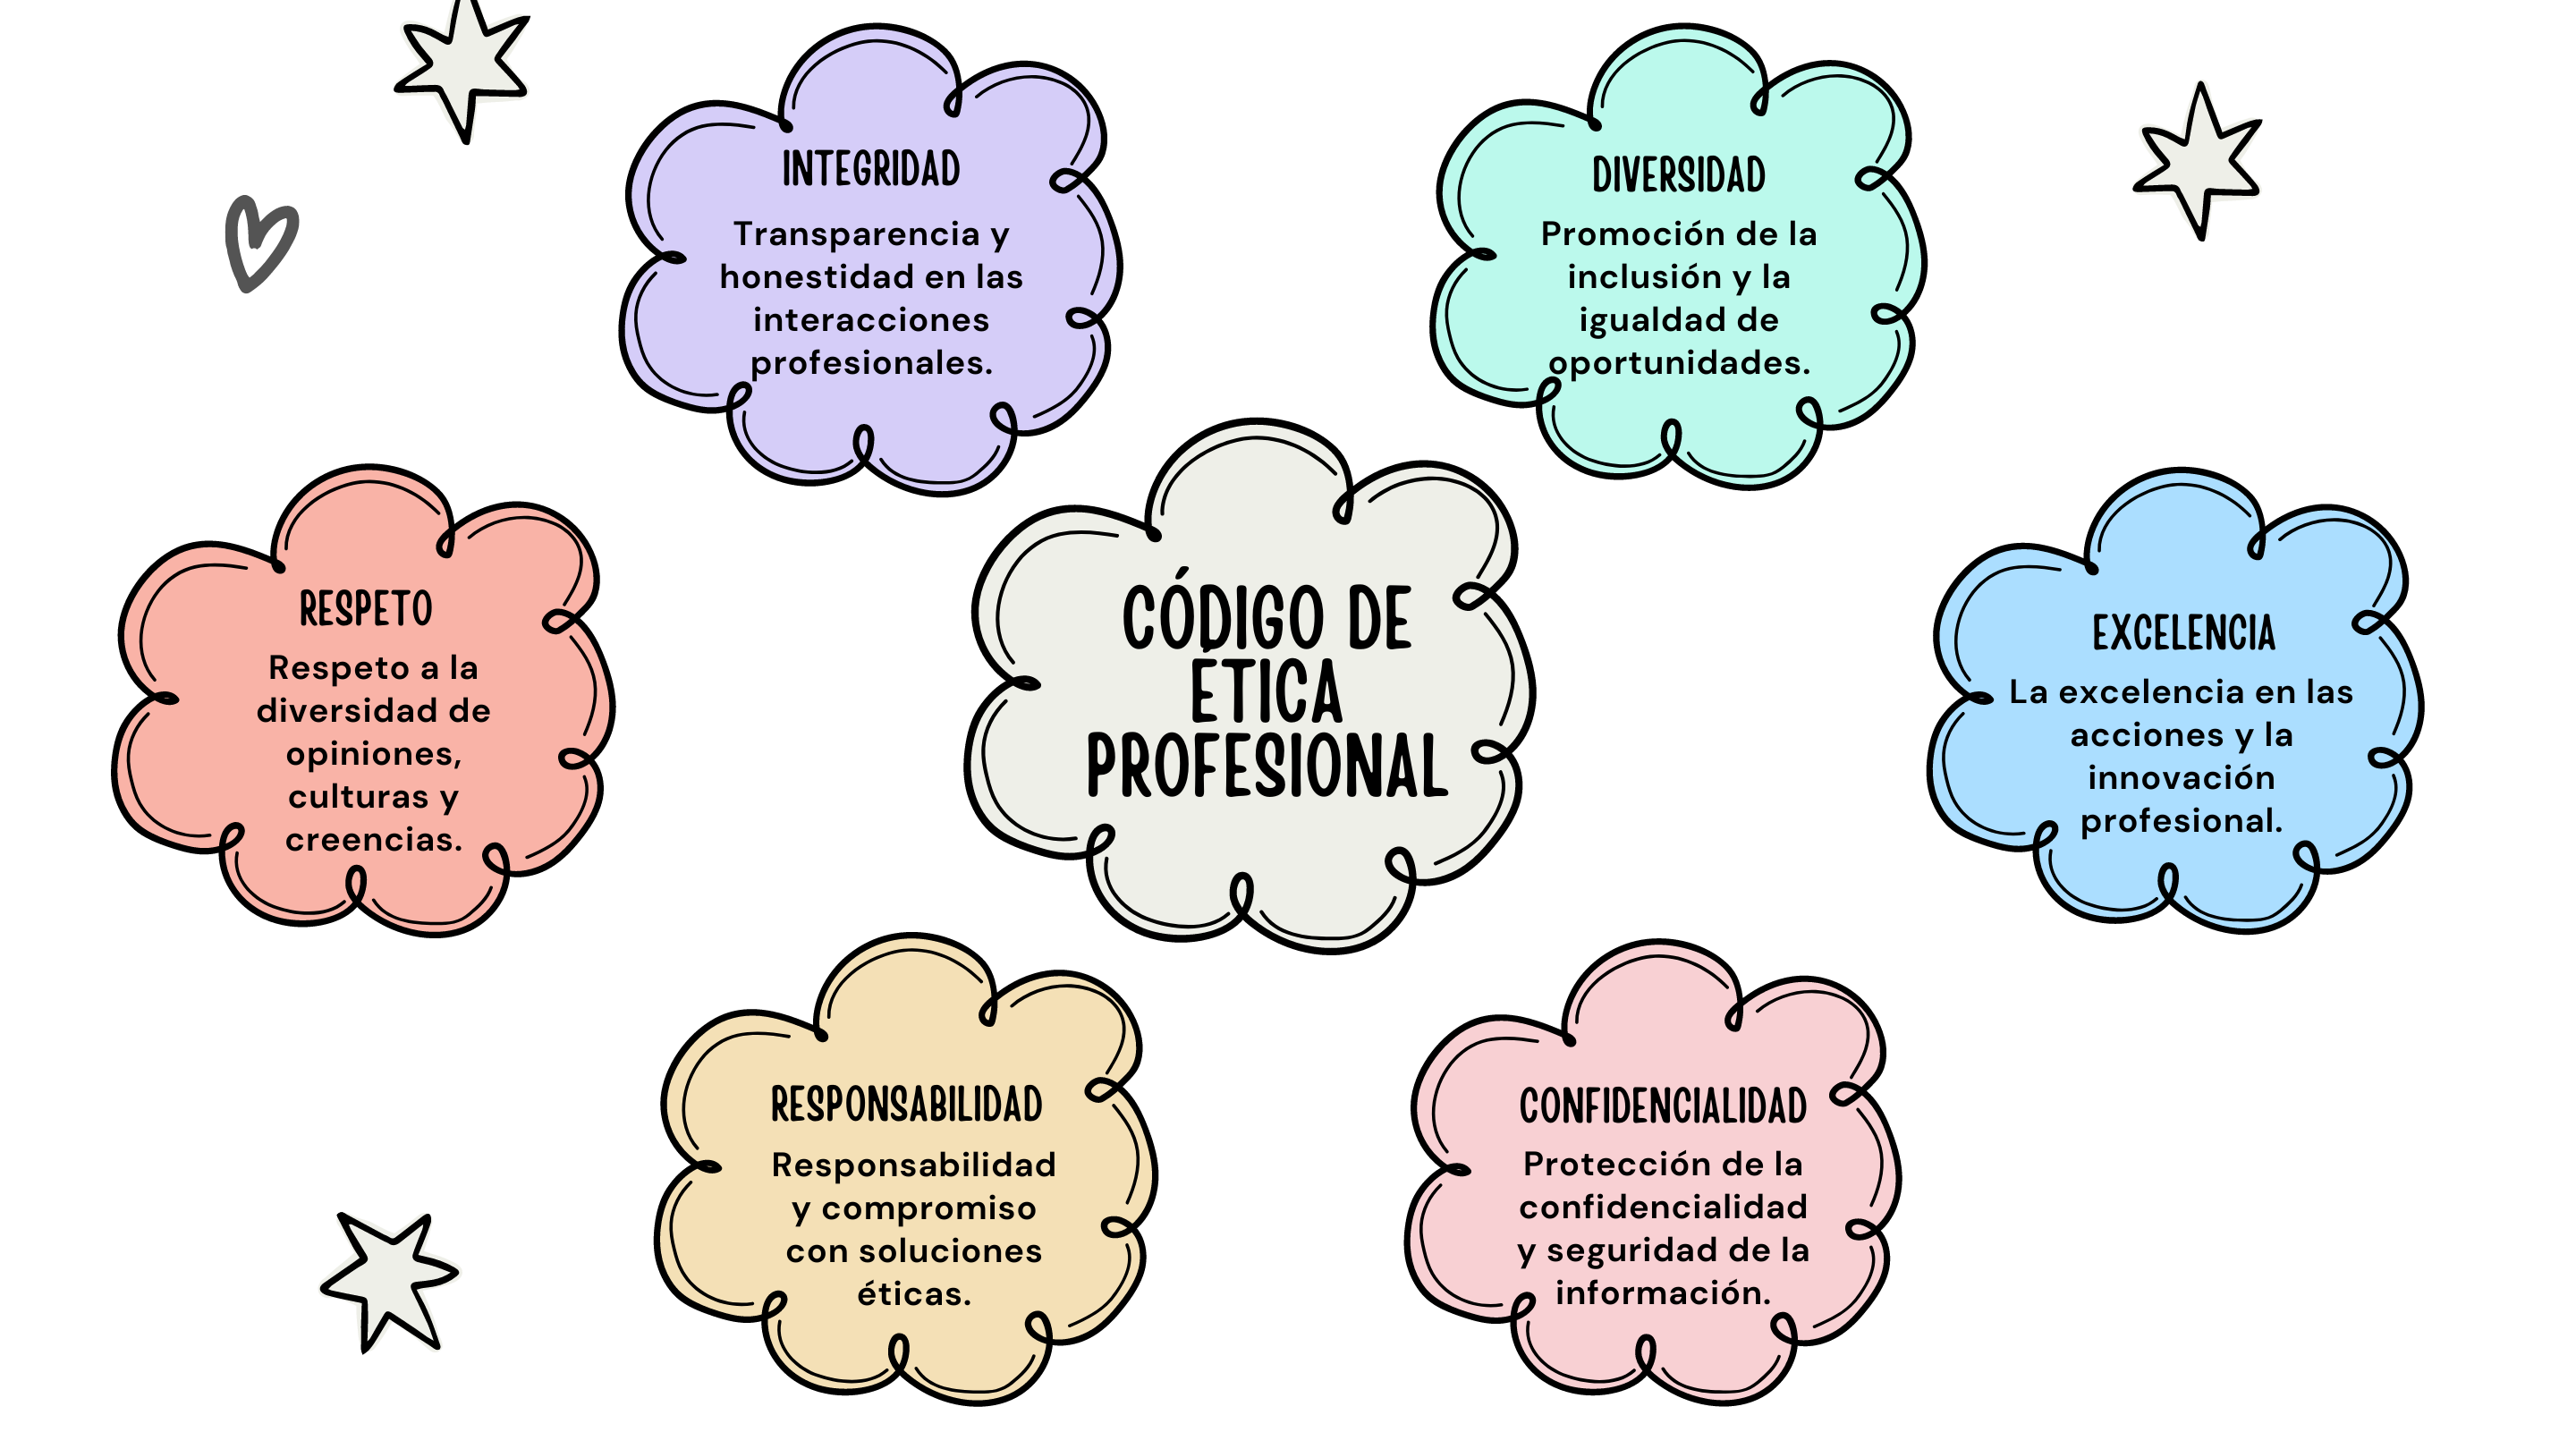 INTEGRIDAD
Transparencia y
honestidad en las
interacciones
profesionales.
DIVERSIDAD
Promoción de la
inclusión y la
igualdad de
oportunidades.
RESPETO
Respeto a la
diversidad de
opiniones,
culturas y
creencias.
CÓDIGO DE
ÉTICA
PROFESIONAL
EXCELENCIA
La excelencia en las
acciones y la
innovación
profesional.
RESPONSABILIDAD
Responsabilidad
y compromiso
con soluciones
éticas.
CONFIDENCIALIDAD
Protección de la
confidencialidad
y seguridad de la
información.